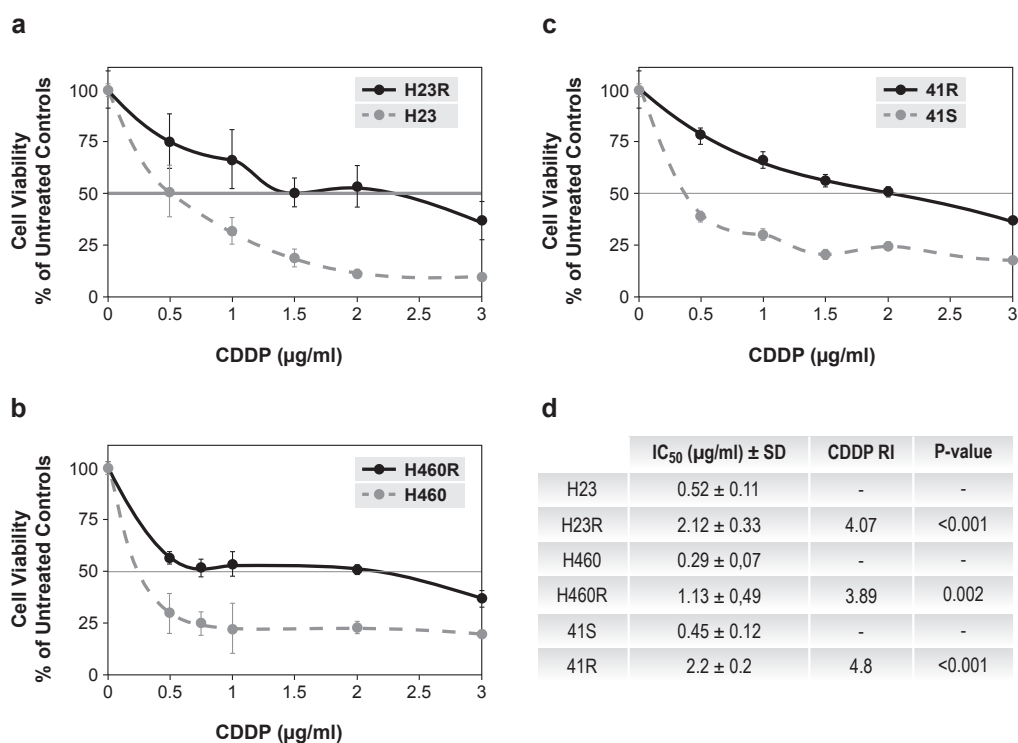 a
Cell Viability
% of Untreated Controls
100
75
50
25
0
H23R
H23
0 0.5 1 1.5 2 2.5 3
CDDP (µg/ml)
b
Cell Viability
% of Untreated Controls
100
75
50
25
0
H460R
H460
0 0.5 1 1.5 2 2.5 3
CDDP (µg/ml)
c
Cell Viability
% of Untreated Controls
100
75
50
25
0
41R
41S
0 0.5 1 1.5 2 2.5 3
CDDP (µg/ml)
d
IC50 (µg/ml) ± SD CDDP RI P-value
H23 0.52 ± 0.11 - -
H23R 2.12 ± 0.33 4.07 <0.001
H460 0.29 ± 0,07 - -
H460R 1.13 ± 0,49 3.89 0.002
41S 0.45 ± 0.12 - -
41R 2.2 ± 0.2 4.8 <0.001